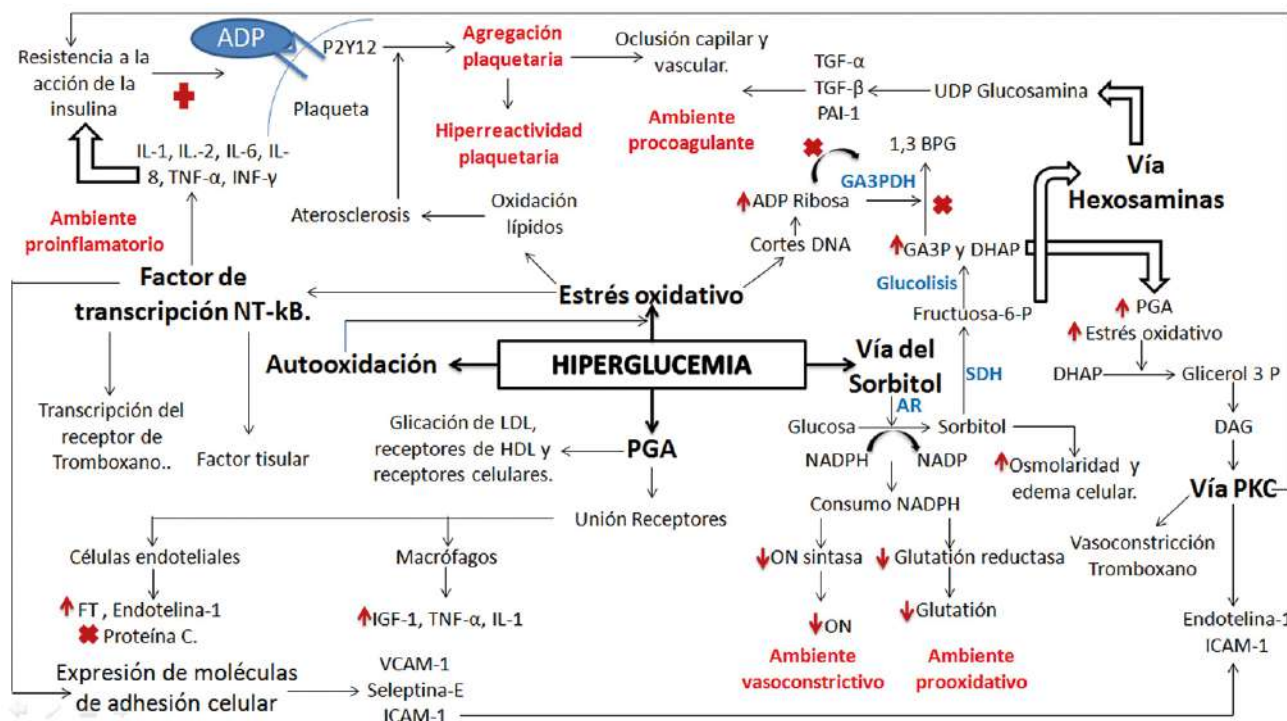 ADP
P2Y12
Plaqueta
Resistencia a la
acción de la
insulina
IL-1, IL.-2, IL-6, IL-
8, TNF-α, INF-γ
Ambiente
proinflamatorio
Agregación
plaquetaria
Hiperreactividad
plaquetaria
Oclusión capilar y
vascular.
Ambiente
procoagulante
TGF-α
TGF-β
PAI-1
UDP Glucosamina
Vía
Hexosaminas
1,3 BPG
GA3PDH
ADP Ribosa
Cortes DNA
GA3P y DHAP
Glucolisis
Fructuosa-6-P
Aterosclerosis
Oxidación
lípidos
Factor de
transcripción NT-kB.
Estrés oxidativo
Autooxidación
HIPERGLUCEMIA
Vía del
Sorbitol
SDH
AR
PGA
Estrés oxidativo
DHAP
Glicerol 3 P
DAG
Vía PKC
Transcripción del
receptor de
Tromboxano..
Factor tisular
Glicación de LDL,
receptores de HDL y
receptores celulares.
PGA
Glucosa
Sorbitol
NADPH
NADP
Osmolaridad y
edema celular.
Consumo NADPH
Unión Receptores
Células endoteliales
Macrófagos
FT , Endotelina-1
Proteína C.
IGF-1, TNF-α, IL-1
ON sintasa
Glutatión reductasa
ON
Glutatión
Ambiente
vasoconstrictivo
Ambiente
prooxidativo
Vasoconstricción
Tromboxano
Endotelina-1
ICAM-1
Expresión de moléculas
de adhesión celular
VCAM-1
Seleptina-E
ICAM-1